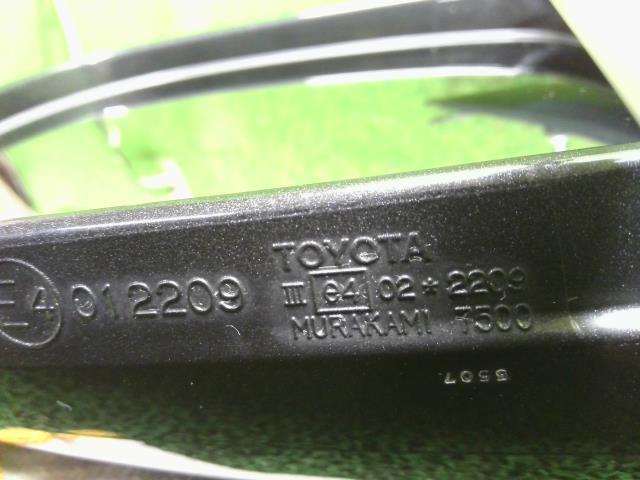 TOYOTA
E4 012209 III e4 02*2209
MURAKAMI 7500
5507